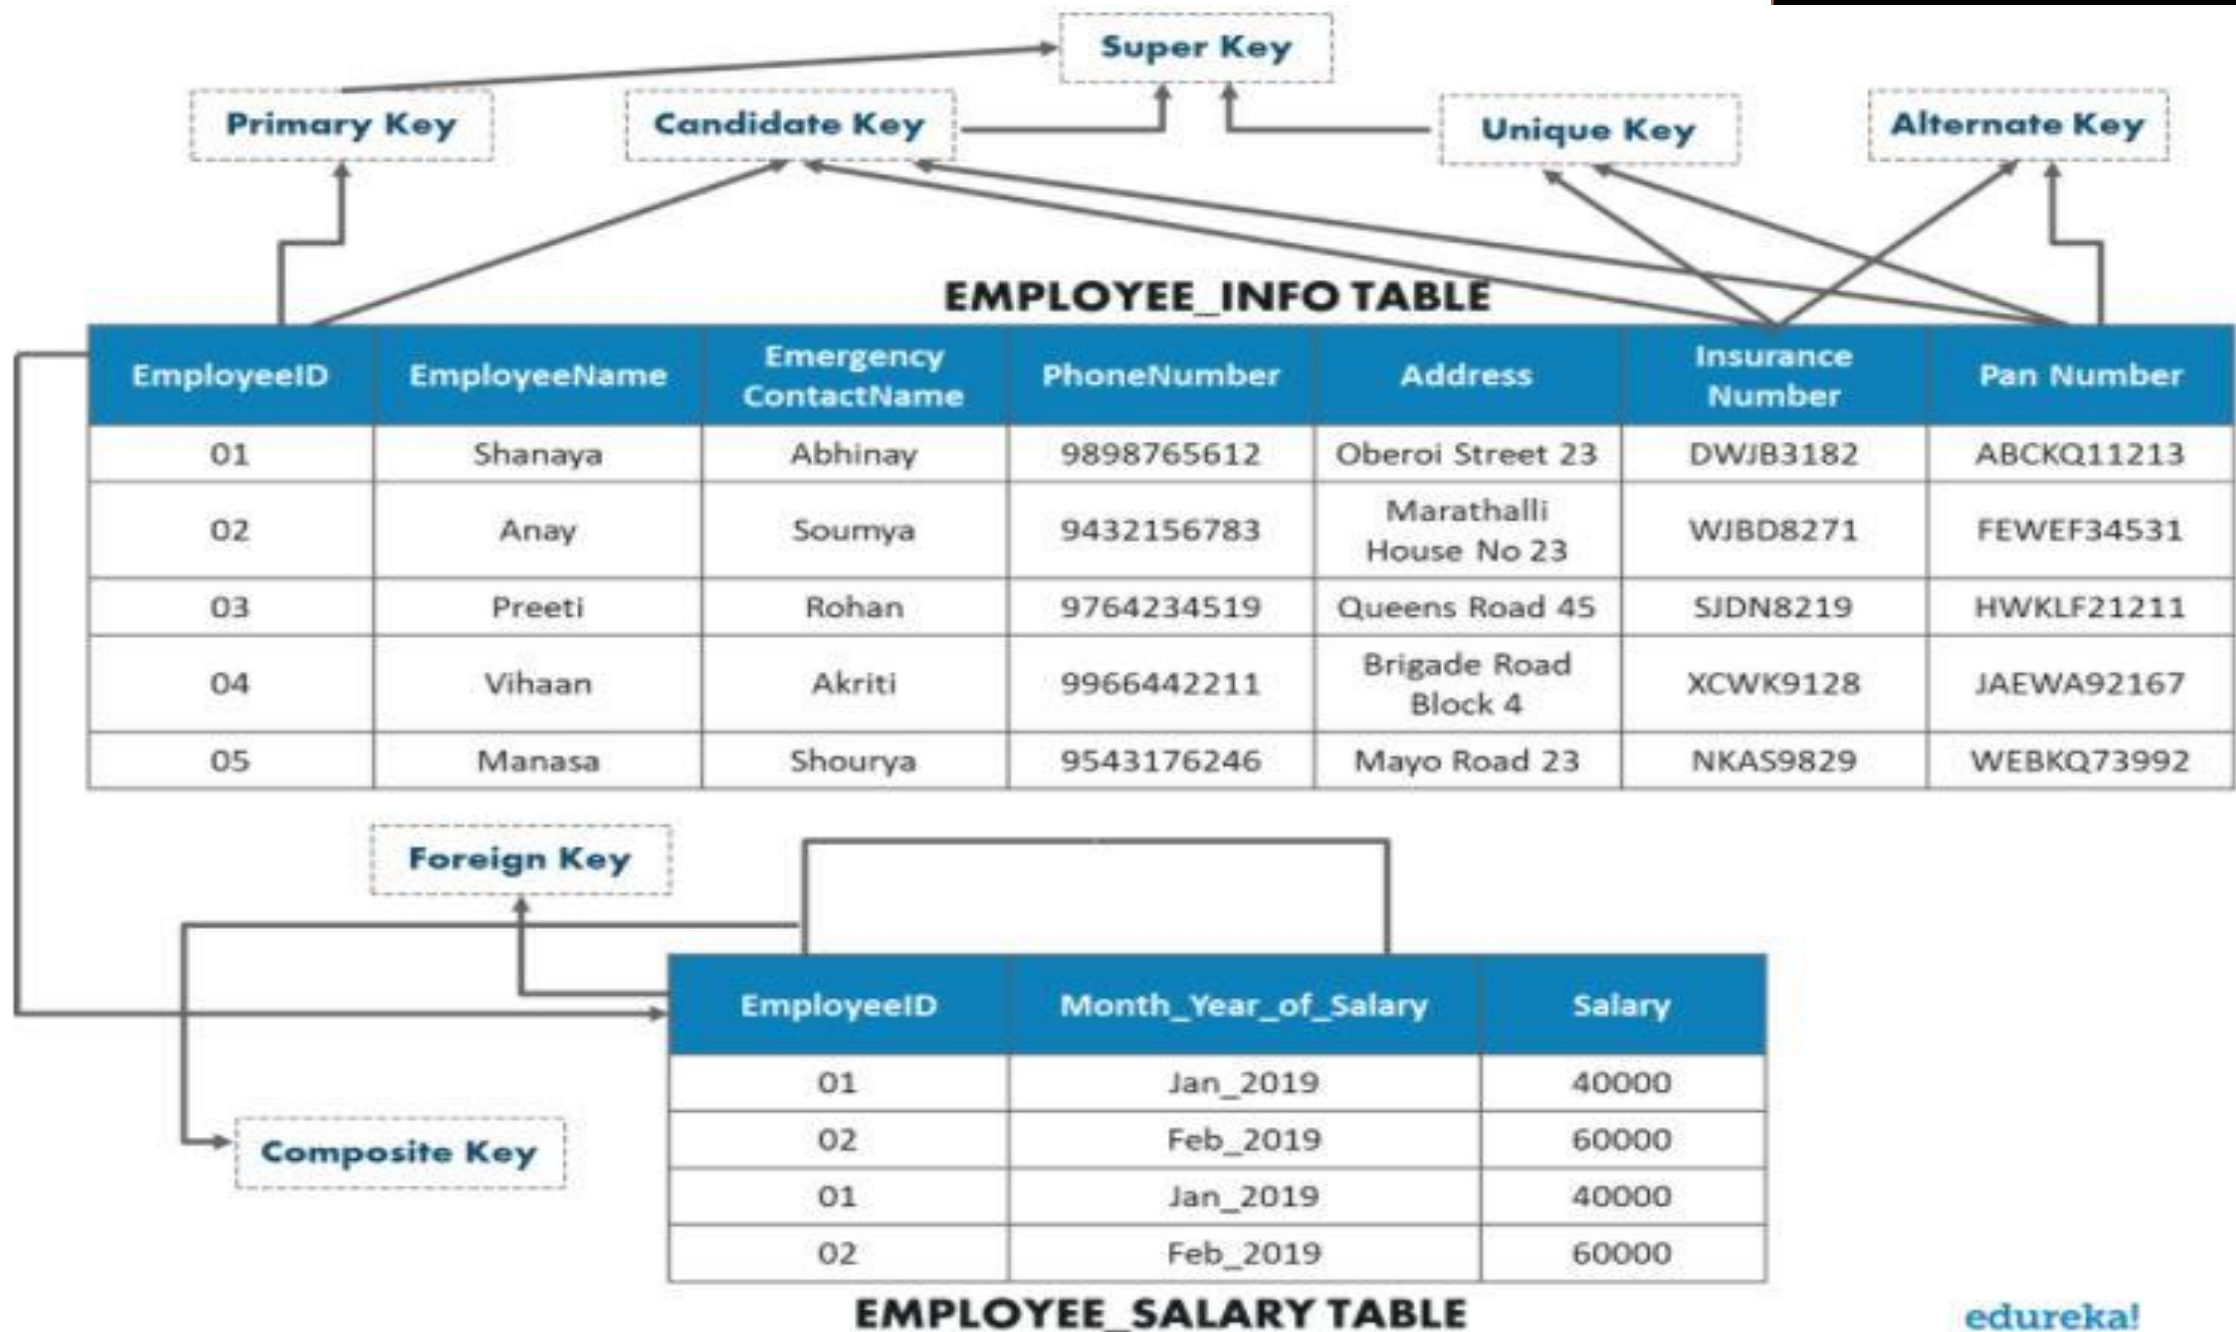 Super Key
Primary Key
Candidate Key
Unique Key
Alternate Key
EMPLOYEE_INFO TABLE
EmployeeID EmployeeName Emergency ContactName PhoneNumber Address Insurance Number Pan Number
01 Shanaya Abhinay 9898765612 Oberoi Street 23 DWJB3182 ABCKQ11213
02 Anay Soumya 9432156783 Marathalli House No 23 WJBD8271 FEWEF34531
03 Preeti Rohan 9764234519 Queens Road 45 SJDN8219 HWKLF21211
04 Vihaan Akriti 9966442211 Brigade Road Block 4 XCWK9128 JAEWA92167
05 Manasa Shourya 9543176246 Mayo Road 23 NKAS9829 WEBKQ73992
Foreign Key
Composite Key
EmployeeID Month_Year_of_Salary Salary
01 Jan_2019 40000
02 Feb_2019 60000
01 Jan_2019 40000
02 Feb_2019 60000
EMPLOYEE_SALARY TABLE
edureka!